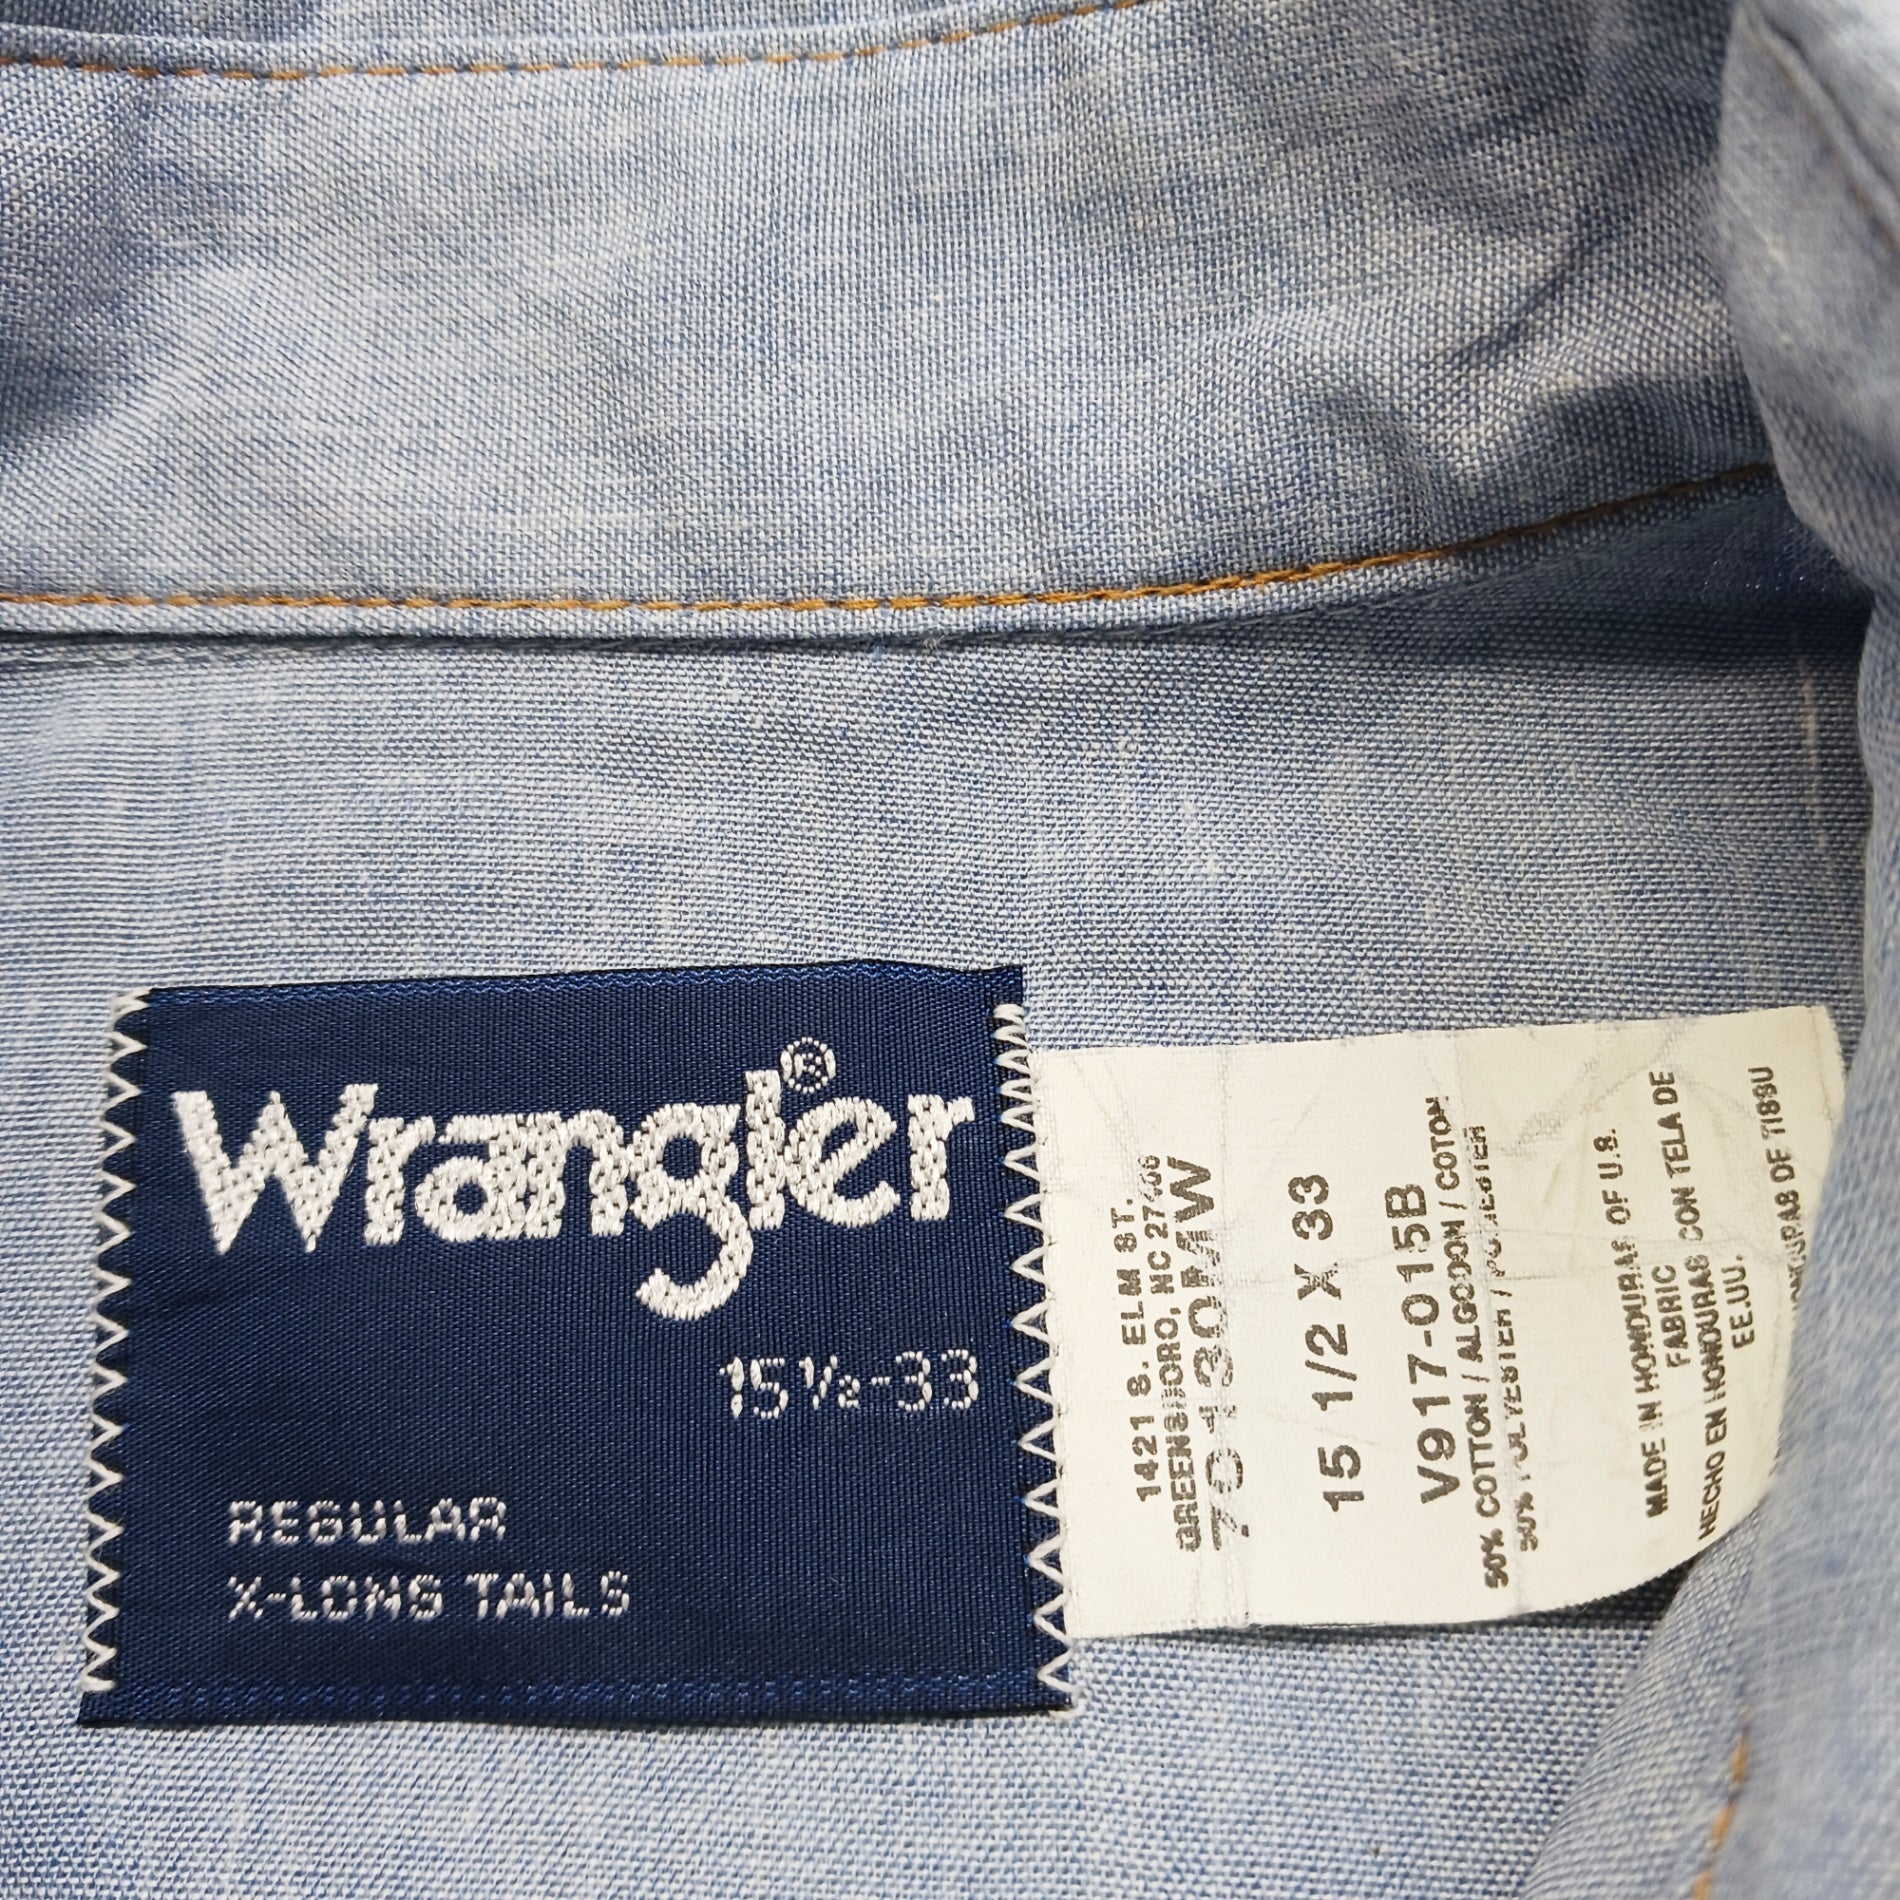 Wrangler®
15½-33
REGULAR
X-LONG TAILS
1421 S. ELM ST.
GREENSBORO, NC
70130MW
15 1/2 X 33
V917-015B
50% COTTON / ALGODON / COTON
50% POLYESTER / POLIESTER
MADE IN HONDURAS OF U.S.
FABRIC
HECHO EN HONDURAS CON TELA DE
EE.UU.
DE TISSU